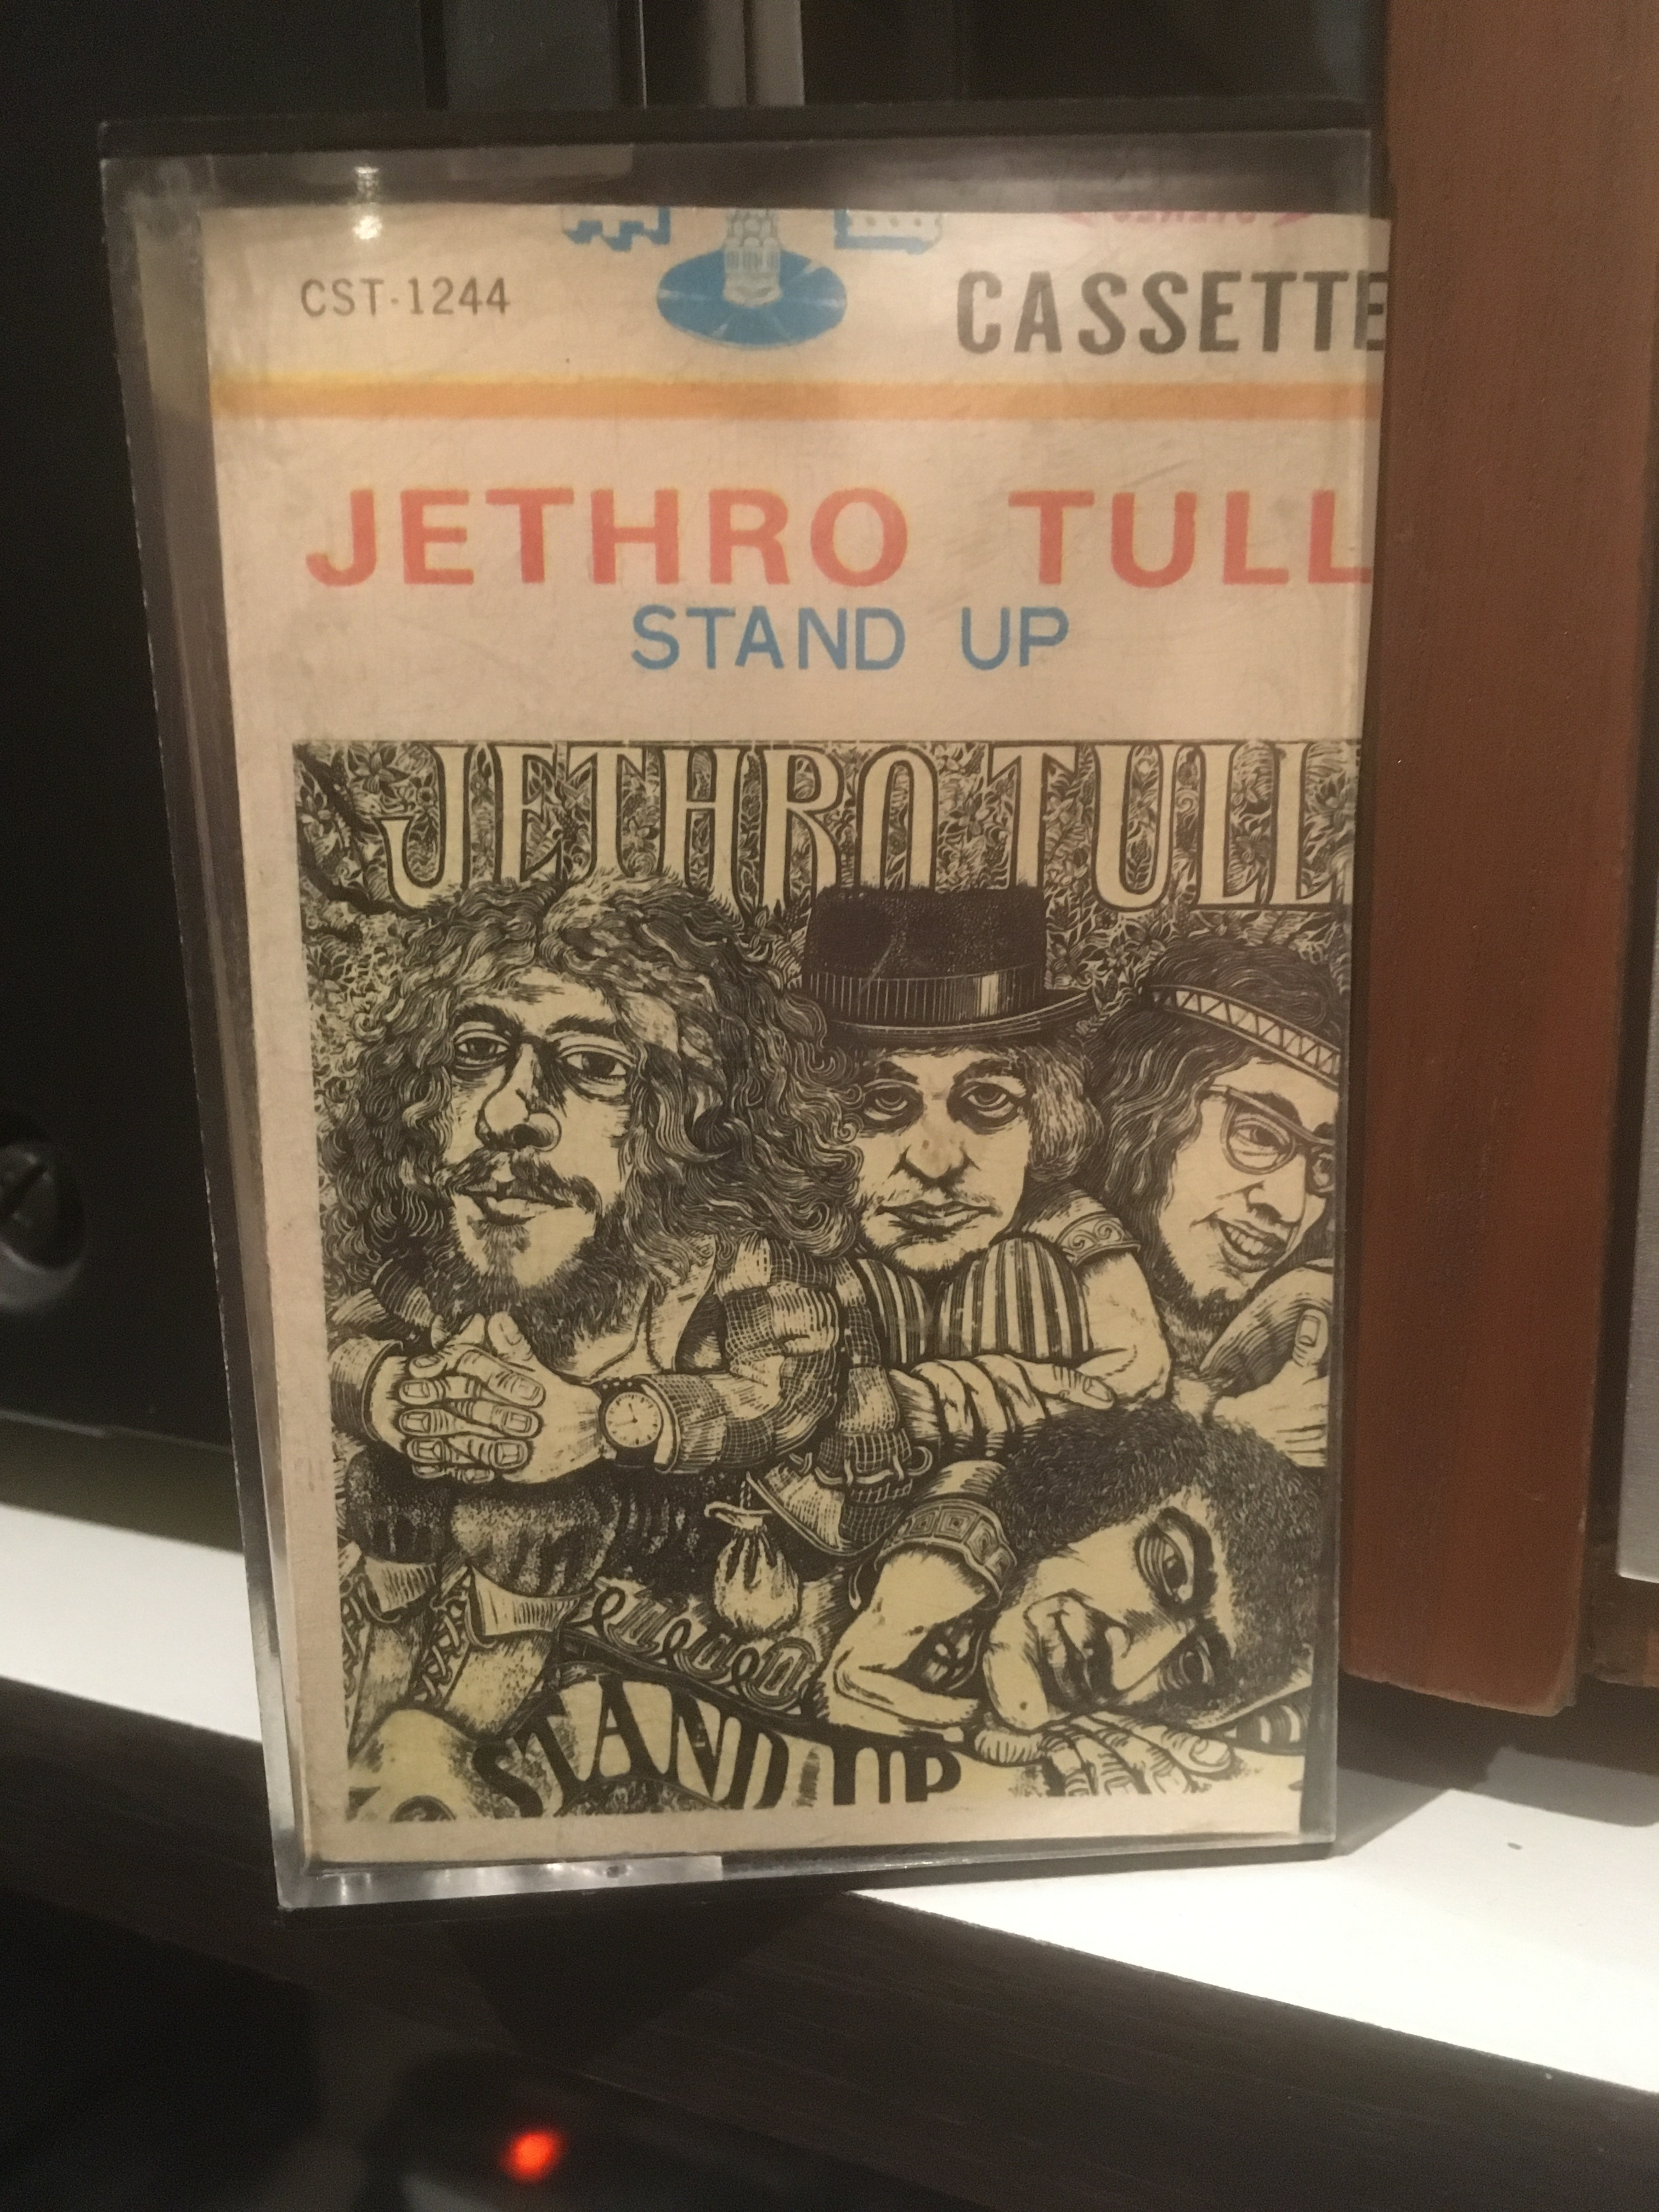 CST-1244
CASSETTE
JETHRO TULL
STAND UP
JETHRO TULL
STAND UP